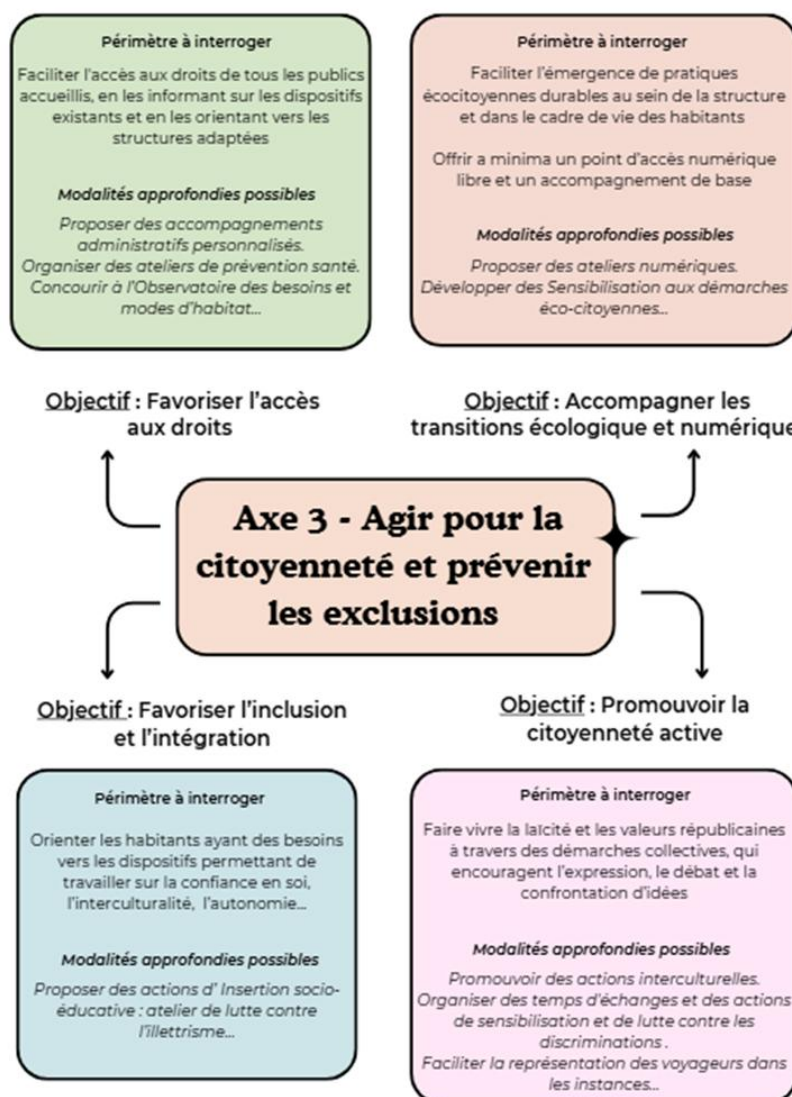 Périmètre à interroger
Faciliter l'accès aux droits de tous les publics
accueillis, en les informant sur les dispositifs
existants et en les orientant vers les
structures adaptées
Modalités approfondies possibles
Proposer des accompagnements
administratifs personnalisés.
Organiser des ateliers de prévention santé.
Concourir à l'Observatoire des besoins et
modes d'habitat...
Périmètre à interroger
Faciliter l'émergence de pratiques
écocitoyennes durables au sein de la structure
et dans le cadre de vie des habitants
Offrir a minima un point d'accès numérique
libre et un accompagnement de base
Modalités approfondies possibles
Proposer des ateliers numériques.
Développer des Sensibilisation aux démarches
éco-citoyennes...
Objectif : Favoriser l'accès
aux droits
Objectif : Accompagner les
transitions écologique et numérique
Axe 3 - Agir pour la
citoyenneté et prévenir
les exclusions
Objectif : Favoriser l'inclusion
et l'intégration
Objectif : Promouvoir la
citoyenneté active
Périmètre à interroger
Orienter les habitants ayant des besoins
vers les dispositifs permettant de
travailler sur la confiance en soi,
l'interculturalité, l'autonomie...
Modalités approfondies possibles
Proposer des actions d' Insertion socio-
éducative : atelier de lutte contre
l'illettrisme...
Périmètre à interroger
Faire vivre la laïcité et les valeurs républicaines
à travers des démarches collectives, qui
encouragent l'expression, le débat et la
confrontation d'idées
Modalités approfondies possibles
Promouvoir des actions interculturelles.
Organiser des temps d'échanges et des actions
de sensibilisation et de lutte contre les
discriminations .
Faciliter la représentation des voyageurs dans
les instances...